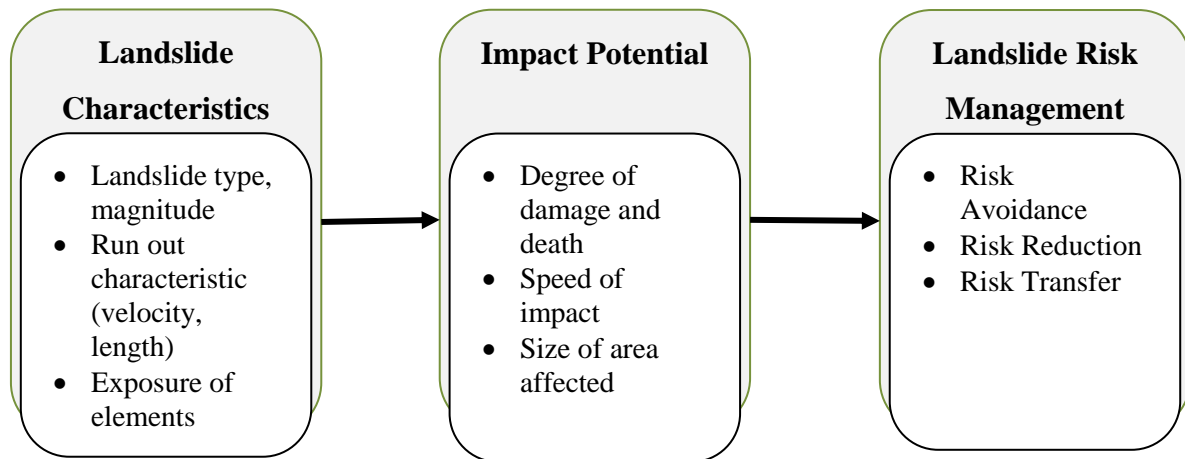 Landslide
Characteristics
• Landslide type,
magnitude
• Run out
characteristic
(velocity,
length)
• Exposure of
elements
Impact Potential
• Degree of
damage and
death
• Speed of
impact
• Size of area
affected
Landslide Risk
Management
• Risk
Avoidance
• Risk Reduction
• Risk Transfer